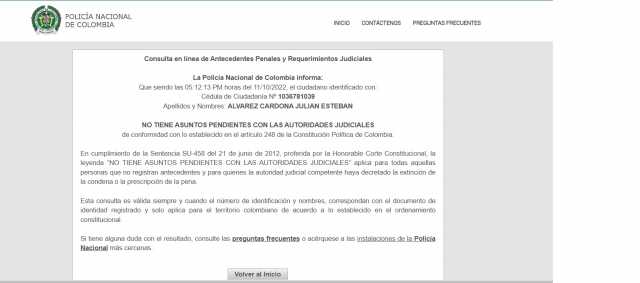 POLICÍA NACIONAL
DE COLOMBIA
INICIO CONTÁCTENOS PREGUNTAS FRECUENTES
Consulta en línea de Antecedentes Penales y Requerimientos Judiciales
La Policía Nacional de Colombia informa:
Que siendo las 05:12:13 PM horas del 11/10/2022, el ciudadano identificado con:
Cédula de Ciudadanía Nº 1036781039
Apellidos y Nombres: ALVAREZ CARDONA JULIAN ESTEBAN
NO TIENE ASUNTOS PENDIENTES CON LAS AUTORIDADES JUDICIALES
de conformidad con lo establecido en el artículo 248 de la Constitución Política de Colombia.
En cumplimiento de la Sentencia SU-458 del 21 de junio de 2012, proferida por la Honorable Corte Constitucional, la
leyenda "NO TIENE ASUNTOS PENDIENTES CON LAS AUTORIDADES JUDICIALES" aplica para todas aquellas
personas que no registran antecedentes y para quienes la autoridad judicial competente haya decretado la extinción de
la condena o la prescripción de la pena.
Esta consulta es válida siempre y cuando el número de identificación y nombres, correspondan con el documento de
identidad registrado y solo aplica para el territorio colombiano de acuerdo a lo establecido en el ordenamiento
constitucional.
Si tiene alguna duda con el resultado, consulte las preguntas frecuentes o acérquese a las instalaciones de la Policía
Nacional más cercanas.
Volver al Inicio